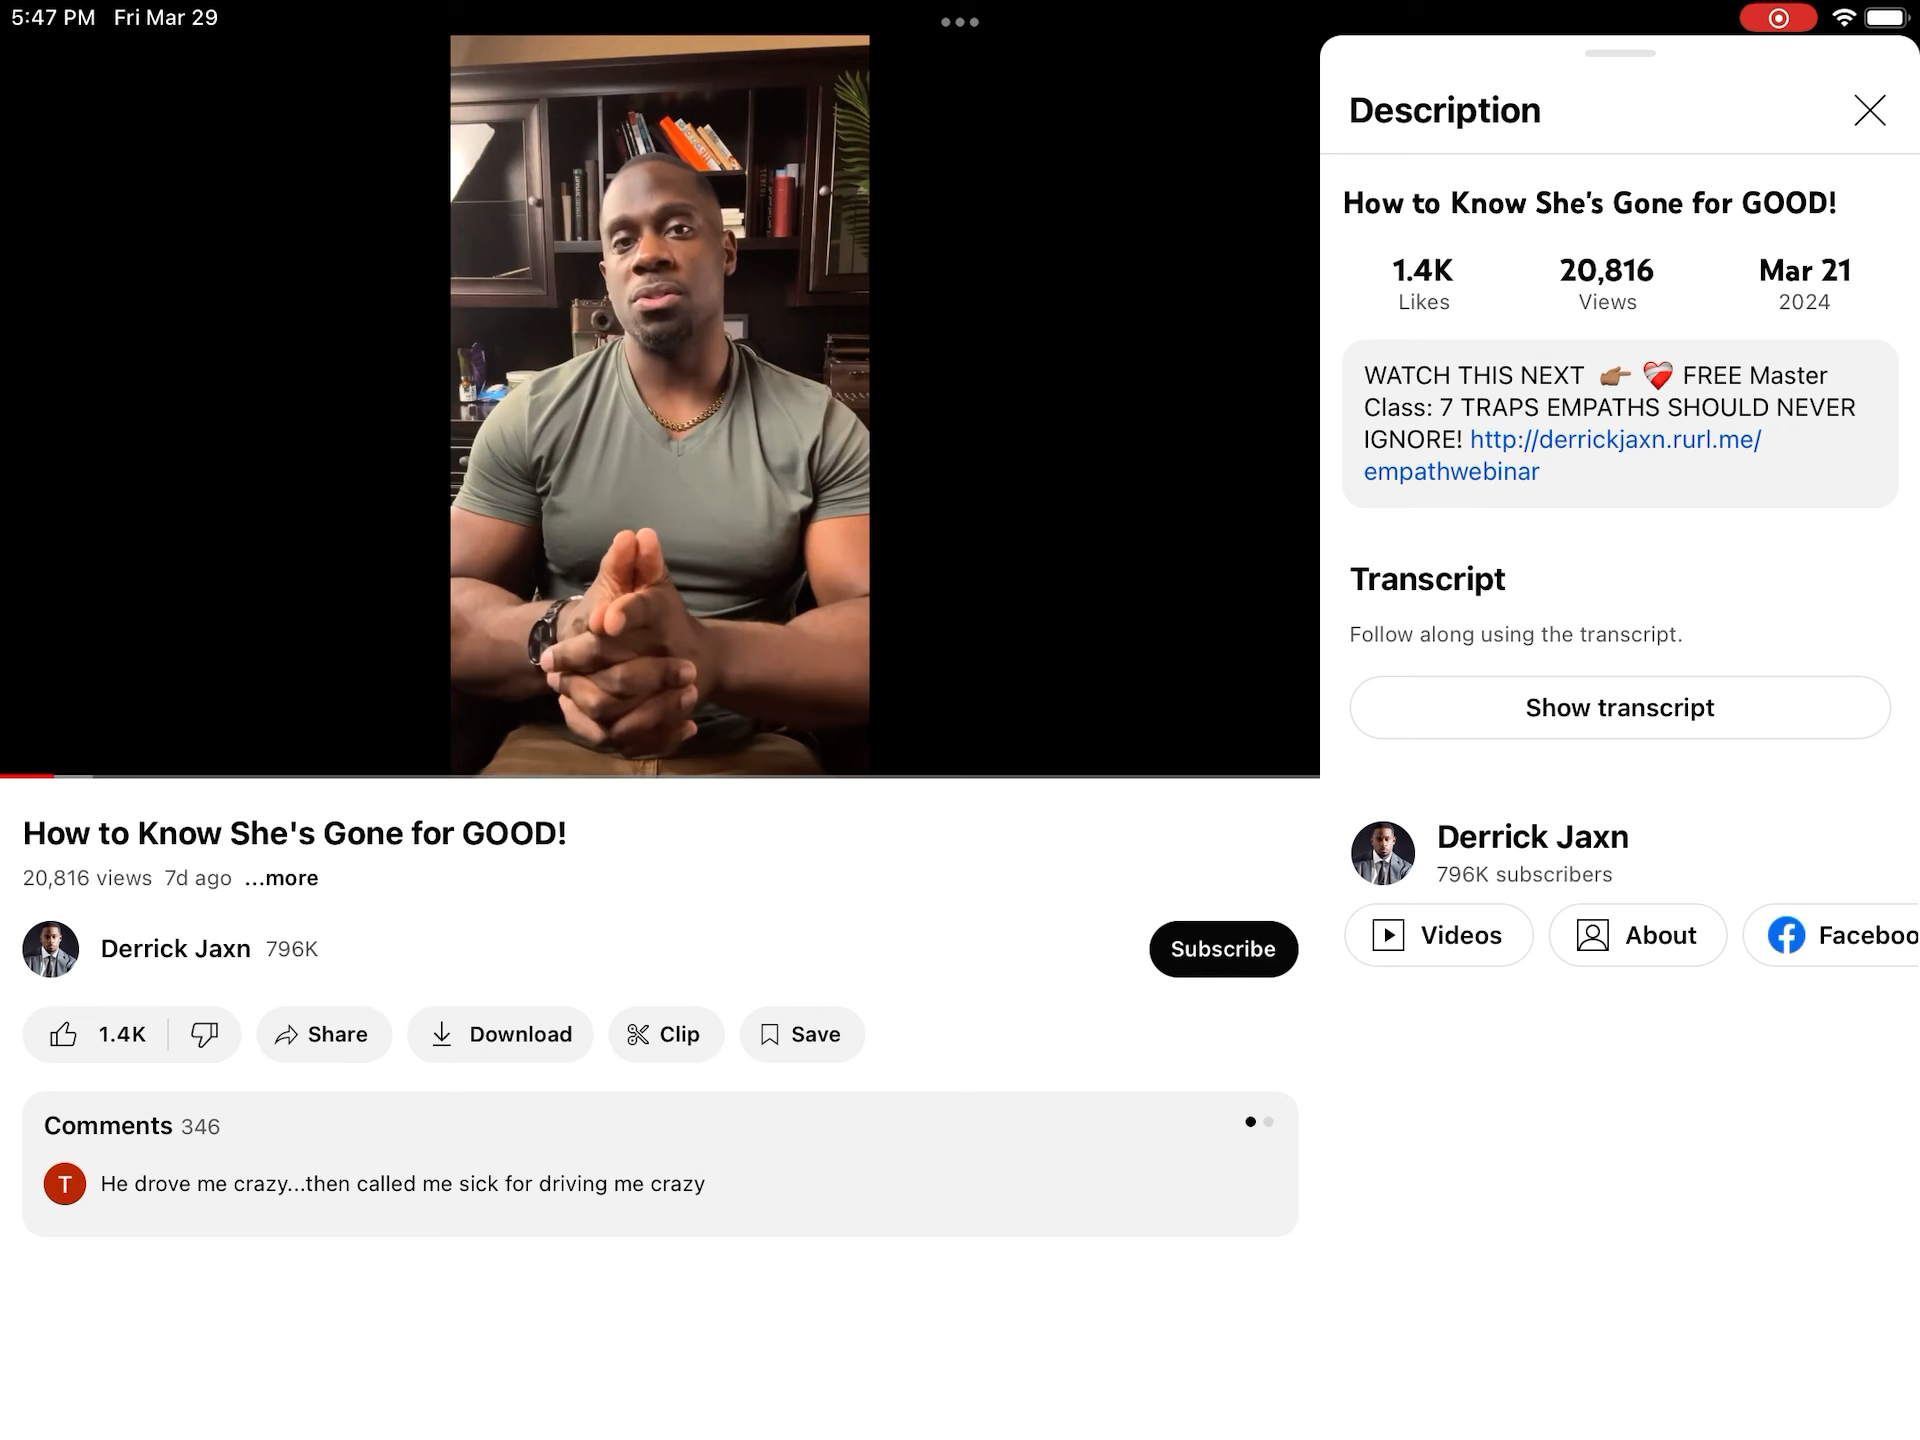 5:47 PM Fri Mar 29
Description
How to Know She's Gone for GOOD!
1.4K 20,816 Mar 21
Likes Views 2024
WATCH THIS NEXT 👉🏾 ❤️‍🩹 FREE Master
Class: 7 TRAPS EMPATHS SHOULD NEVER
IGNORE! http://derrickjaxn.rurl.me/
empathwebinar
Transcript
Follow along using the transcript.
Show transcript
Derrick Jaxn
796K subscribers
Videos About Faceboo
How to Know She's Gone for GOOD!
20,816 views 7d ago ...more
Derrick Jaxn 796K Subscribe
1.4K Share Download Clip Save
Comments 346
T He drove me crazy...then called me sick for driving me crazy